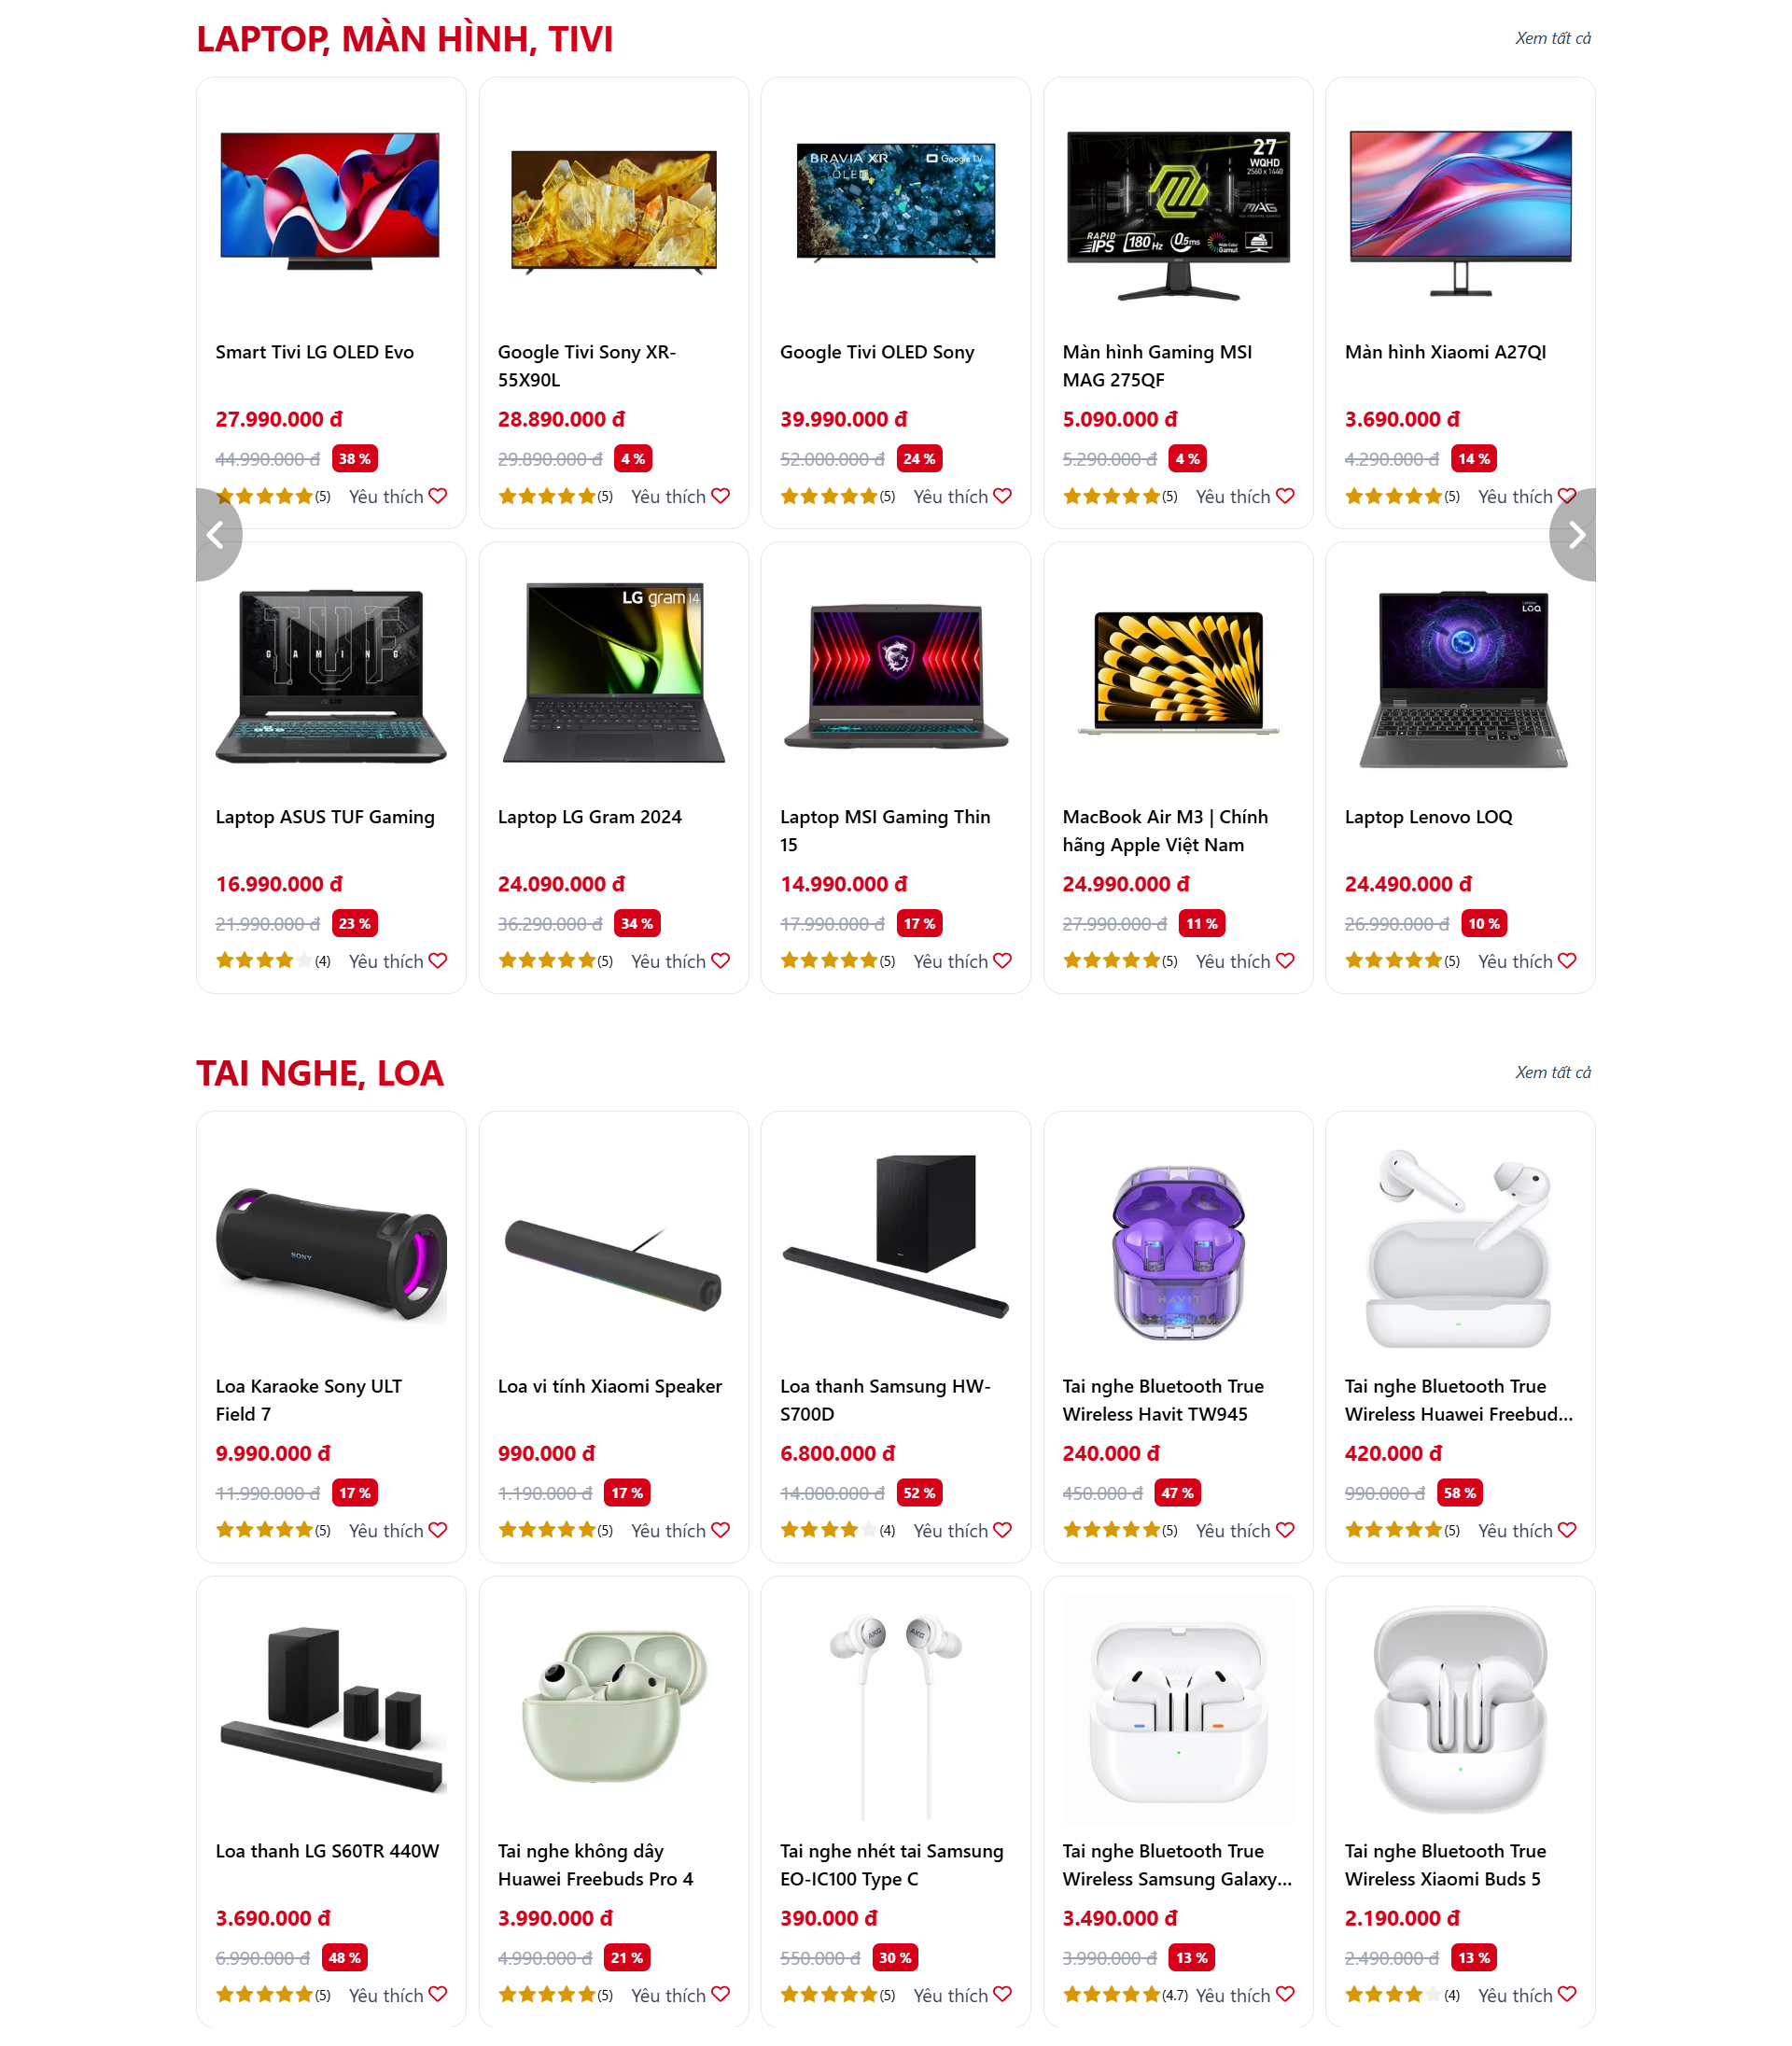 LAPTOP, MÀN HÌNH, TIVI
Xem tất cả
BRAVIA XR
OLED
Google TV
27
WQHD
2560 x 1440
MAG
RAPID IPS
180 Hz
0.5ms
Wide Color Gamut
Smart Tivi LG OLED Evo
27.990.000 đ
44.990.000 đ 38 %
(5) Yêu thích
Google Tivi Sony XR-
55X90L
28.890.000 đ
29.890.000 đ 4 %
(5) Yêu thích
Google Tivi OLED Sony
39.990.000 đ
52.000.000 đ 24 %
(5) Yêu thích
Màn hình Gaming MSI
MAG 275QF
5.090.000 đ
5.290.000 đ 4 %
(5) Yêu thích
Màn hình Xiaomi A27QI
3.690.000 đ
4.290.000 đ 14 %
(5) Yêu thích
TUF
GAMING
Laptop ASUS TUF Gaming
16.990.000 đ
21.990.000 đ 23 %
(4) Yêu thích
LG gram 14
Laptop LG Gram 2024
24.090.000 đ
36.290.000 đ 34 %
(5) Yêu thích
Laptop MSI Gaming Thin
15
14.990.000 đ
17.990.000 đ 17 %
(5) Yêu thích
MacBook Air M3 | Chính
hãng Apple Việt Nam
24.990.000 đ
27.990.000 đ 11 %
(5) Yêu thích
Lenovo
LOQ
Laptop Lenovo LOQ
24.490.000 đ
26.990.000 đ 10 %
(5) Yêu thích
TAI NGHE, LOA
Xem tất cả
SONY
Loa Karaoke Sony ULT
Field 7
9.990.000 đ
11.990.000 đ 17 %
(5) Yêu thích
Loa vi tính Xiaomi Speaker
990.000 đ
1.190.000 đ 17 %
(5) Yêu thích
Loa thanh Samsung HW-
S700D
6.800.000 đ
14.000.000 đ 52 %
(4) Yêu thích
HAVIT
Tai nghe Bluetooth True
Wireless Havit TW945
240.000 đ
450.000 đ 47 %
(5) Yêu thích
Tai nghe Bluetooth True
Wireless Huawei Freebud...
420.000 đ
990.000 đ 58 %
(5) Yêu thích
Loa thanh LG S60TR 440W
3.690.000 đ
6.990.000 đ 48 %
(5) Yêu thích
Tai nghe không dây
Huawei Freebuds Pro 4
3.990.000 đ
4.990.000 đ 21 %
(5) Yêu thích
AKG
AKG
Tai nghe nhét tai Samsung
EO-IC100 Type C
390.000 đ
550.000 đ 30 %
(5) Yêu thích
Tai nghe Bluetooth True
Wireless Samsung Galaxy...
3.490.000 đ
3.990.000 đ 13 %
(4.7) Yêu thích
Tai nghe Bluetooth True
Wireless Xiaomi Buds 5
2.190.000 đ
2.490.000 đ 13 %
(4) Yêu thích